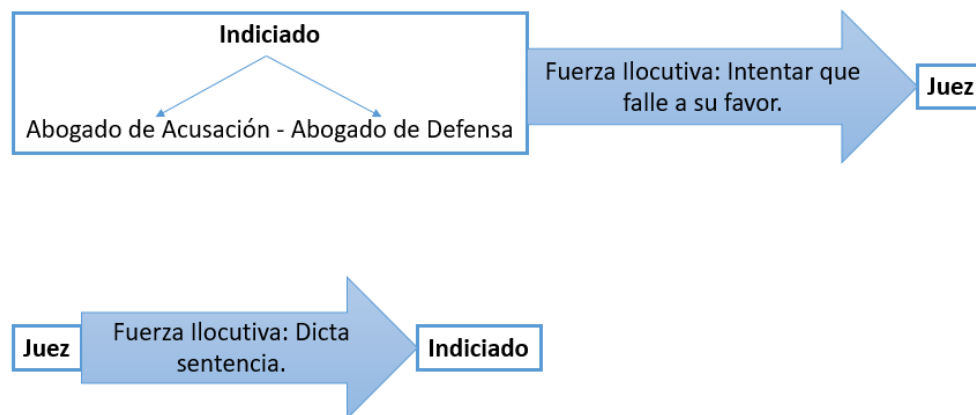 Indiciado
Abogado de Acusación - Abogado de Defensa
Fuerza Ilocutiva: Intentar que
falle a su favor.
Juez
Juez
Fuerza Ilocutiva: Dicta
sentencia.
Indiciado